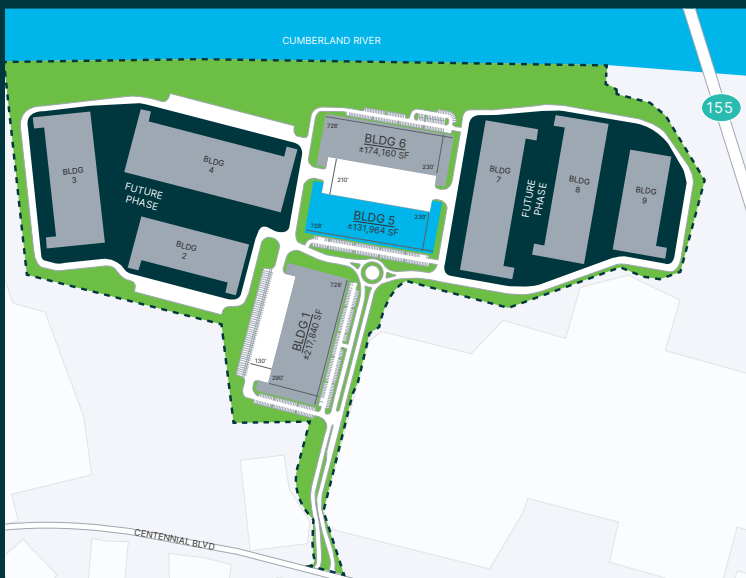 CUMBERLAND RIVER
155
728'
BLDG 6
±174,160 SF
230'
BLDG
3
BLDG
4
FUTURE
PHASE
BLDG
2
210'
BLDG 5
±131,964 SF
230'
728'
BLDG
7
FUTURE
PHASE
BLDG
8
BLDG
9
728'
BLDG 1
±217,840 SF
130'
290'
CENTENNIAL BLVD